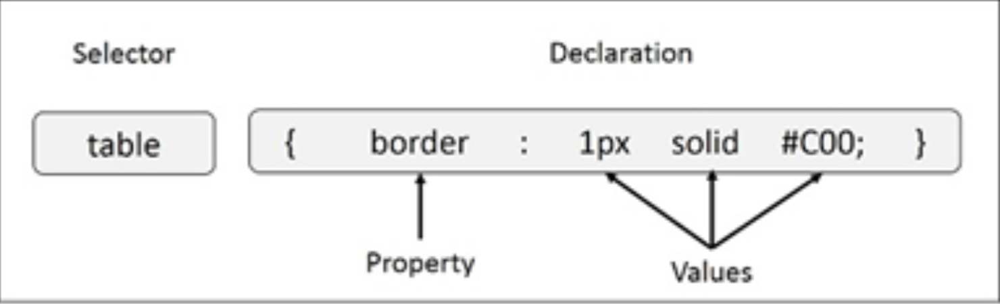 Selector Declaration
table { border : 1px solid #C00; }
Property Values